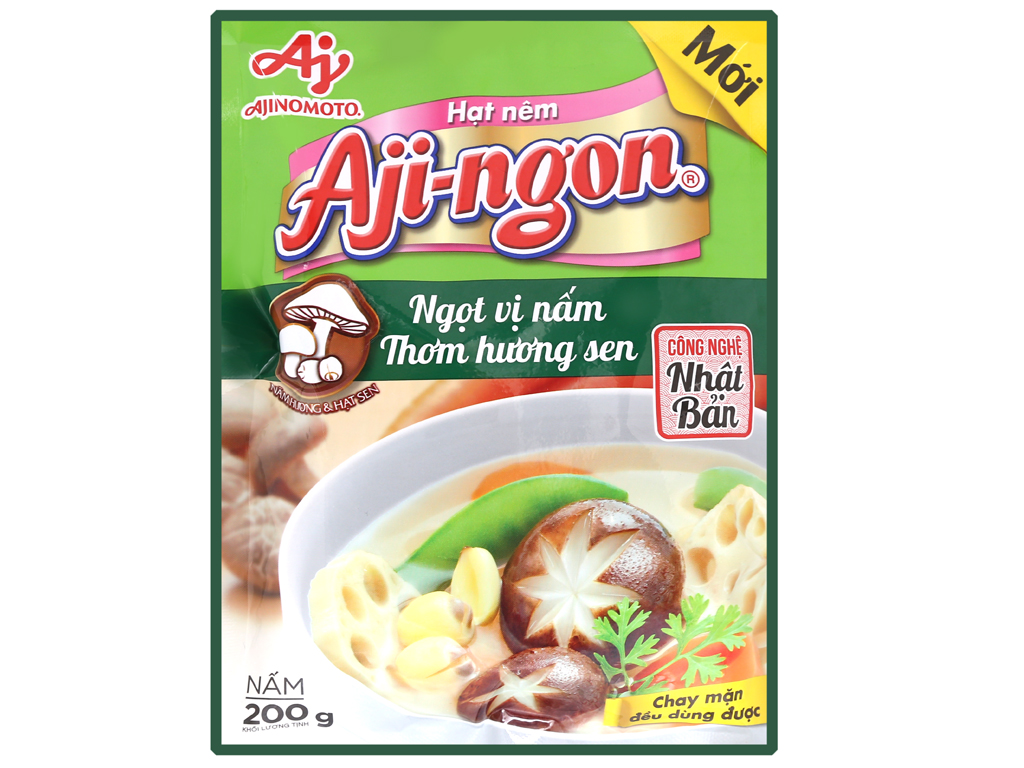 Aj
AJINOMOTO.
Mới
Hạt nêm
Aji-ngon®
Ngọt vị nấm
Thơm hương sen
NẤM HƯƠNG & HẠT SEN
CÔNG NGHỆ
Nhật
Bản
NẤM
200 g
KHỐI LƯỢNG TỊNH
Chay mặn
đều dùng được